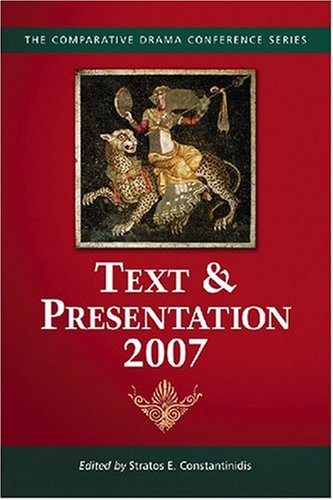 THE COMPARATIVE DRAMA CONFERENCE SERIES
TEXT &
PRESENTATION
2007
Edited by Stratos E. Constantinidis